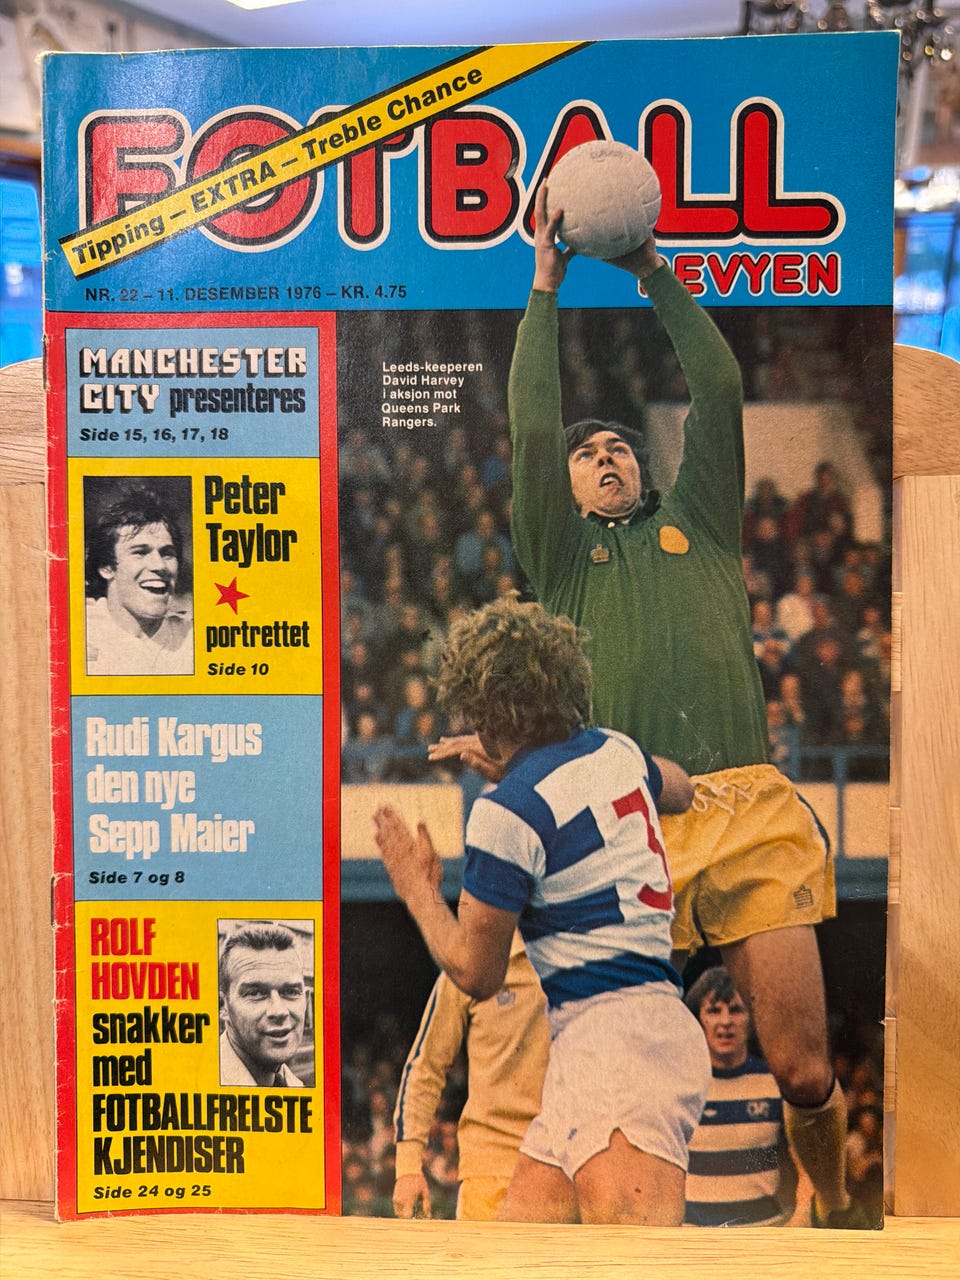 FOTBALL
Tipping – EXTRA – Treble Chance
REVYEN
NR. 22 – 11. DESEMBER 1976 – KR. 4.75
MANCHESTER
CITY presenteres
Side 15, 16, 17, 18
Peter
Taylor
portrettet
Side 10
Rudi Kargus
den nye
Sepp Maier
Side 7 og 8
ROLF
HOVDEN
snakker
med
FOTBALLFRELSTE
KJENDISER
Side 24 og 25
Leeds-keeperen
David Harvey
i aksjon mot
Queens Park
Rangers.
3